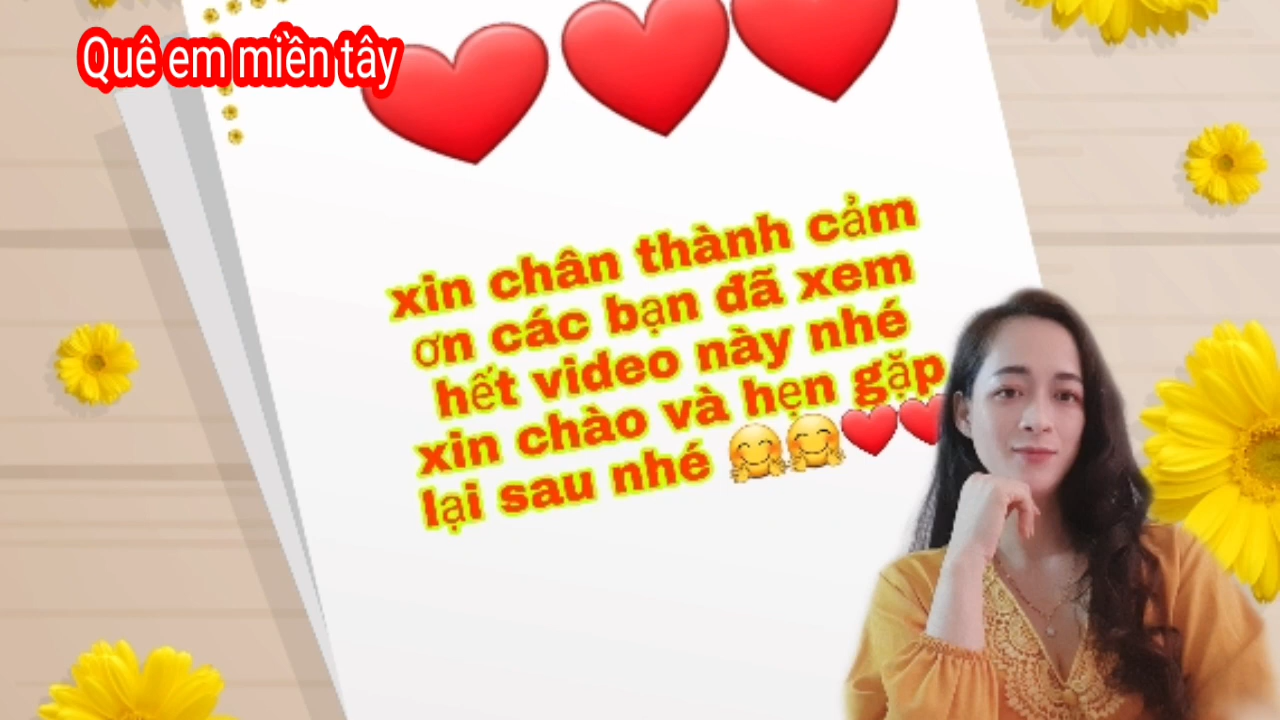 Quê em miền tây
xin chân thành cảm
ơn các bạn đã xem
hết video này nhé
xin chào và hẹn gặp
lại sau nhé 🤗🤗❤️❤️